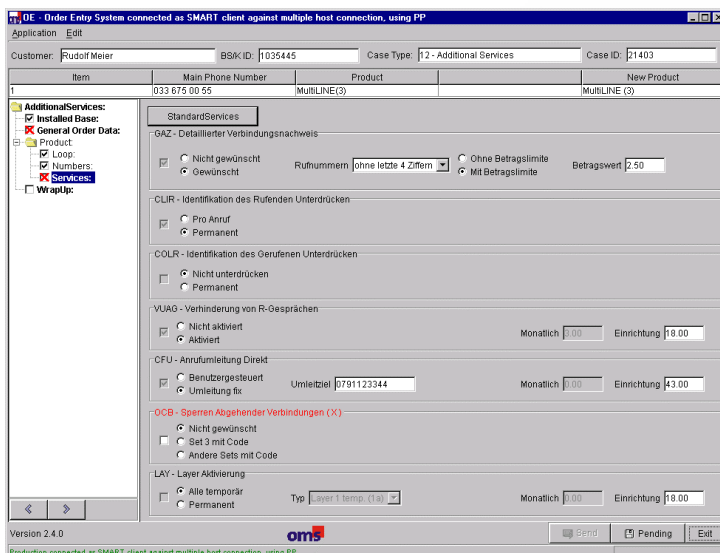 OE - Order Entry System connected as SMART client against multiple host connection, using PP
Application Edit
Customer: Rudolf Meier BS/K ID: 1035445 Case Type: 12 - Additional Services Case ID: 21403
Item Main Phone Number Product New Product
1 033 675 00 55 MultiLINE(3) MultiLINE (3)
AdditionalServices:
Installed Base:
General Order Data:
Product:
Loop:
Numbers:
Services:
WrapUp:
StandardServices
GAZ - Detaillierter Verbindungsnachweis
Nicht gewünscht
Gewünscht
Rufnummern ohne letzte 4 Ziffern
Ohne Betragslimite
Mit Betragslimite
Betragswert 2.50
CLIR - Identifikation des Rufenden Unterdrücken
Pro Anruf
Permanent
COLR - Identifikation des Gerufenen Unterdrücken
Nicht unterdrücken
Permanent
VUAG - Verhinderung von R-Gesprächen
Nicht aktiviert
Aktiviert
Monatlich 3.00 Einrichtung 18.00
CFU - Anrufumleitung Direkt
Benutzergesteuert
Umleitung fix
Umleitziel 0791123344
Monatlich 0.00 Einrichtung 43.00
OCB - Sperren Abgehender Verbindungen ( X )
Nicht gewünscht
Set 3 mit Code
Andere Sets mit Code
LAY - Layer Aktivierung
Alle temporär
Permanent
Typ Layer 1 temp. (1a)
Monatlich 0.00 Einrichtung 18.00
Version 2.4.0
oms
Send Pending Exit
Production connected as SMART client against multiple host connection, using PP